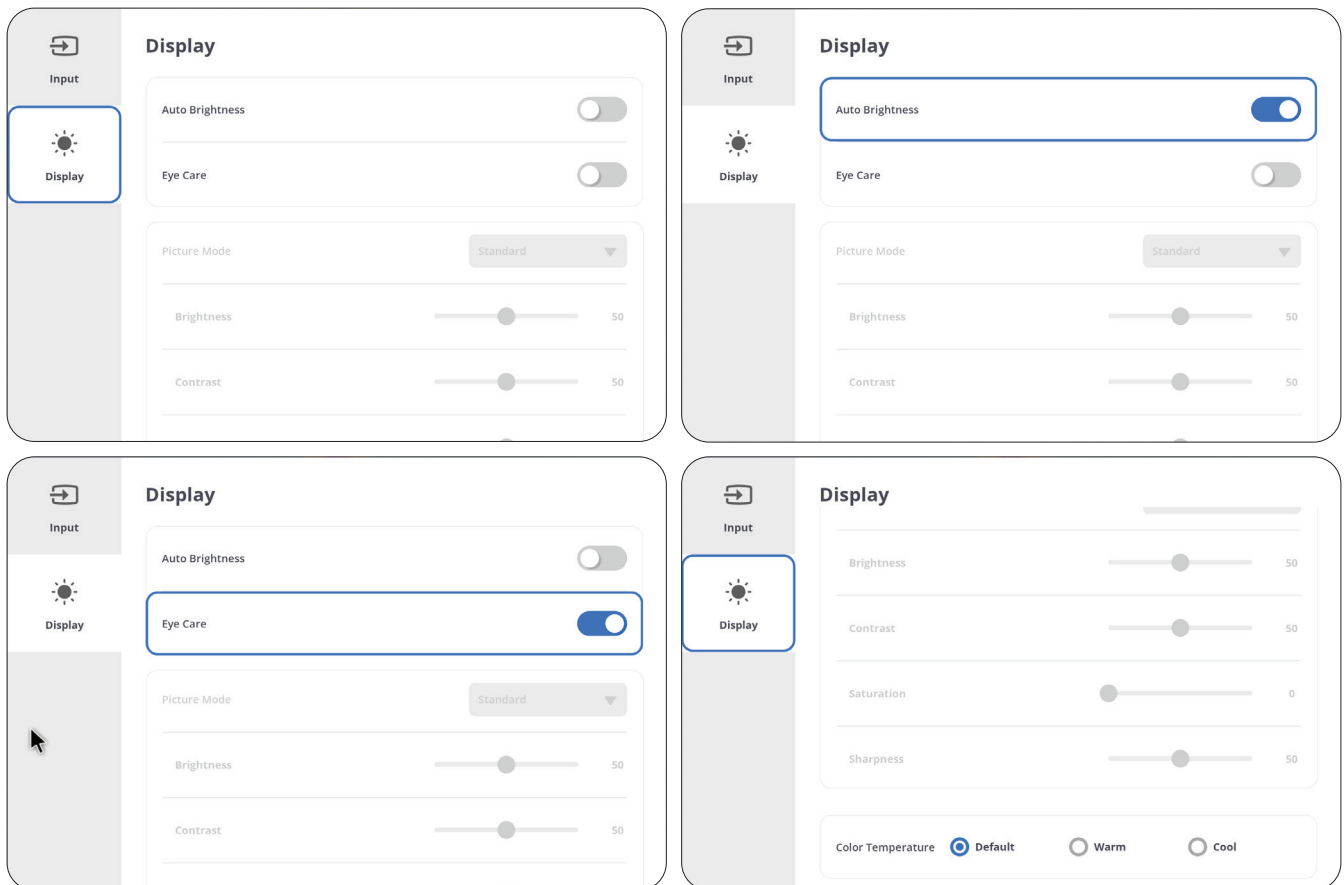 Input
Display
Display
Auto Brightness
Eye Care
Picture Mode Standard
Brightness 50
Contrast 50
Input
Display
Display
Auto Brightness
Eye Care
Picture Mode Standard
Brightness 50
Contrast 50
Input
Display
Display
Auto Brightness
Eye Care
Picture Mode Standard
Brightness 50
Contrast 50
Input
Display
Display
Brightness 50
Contrast 50
Saturation 0
Sharpness 50
Color Temperature Default Warm Cool